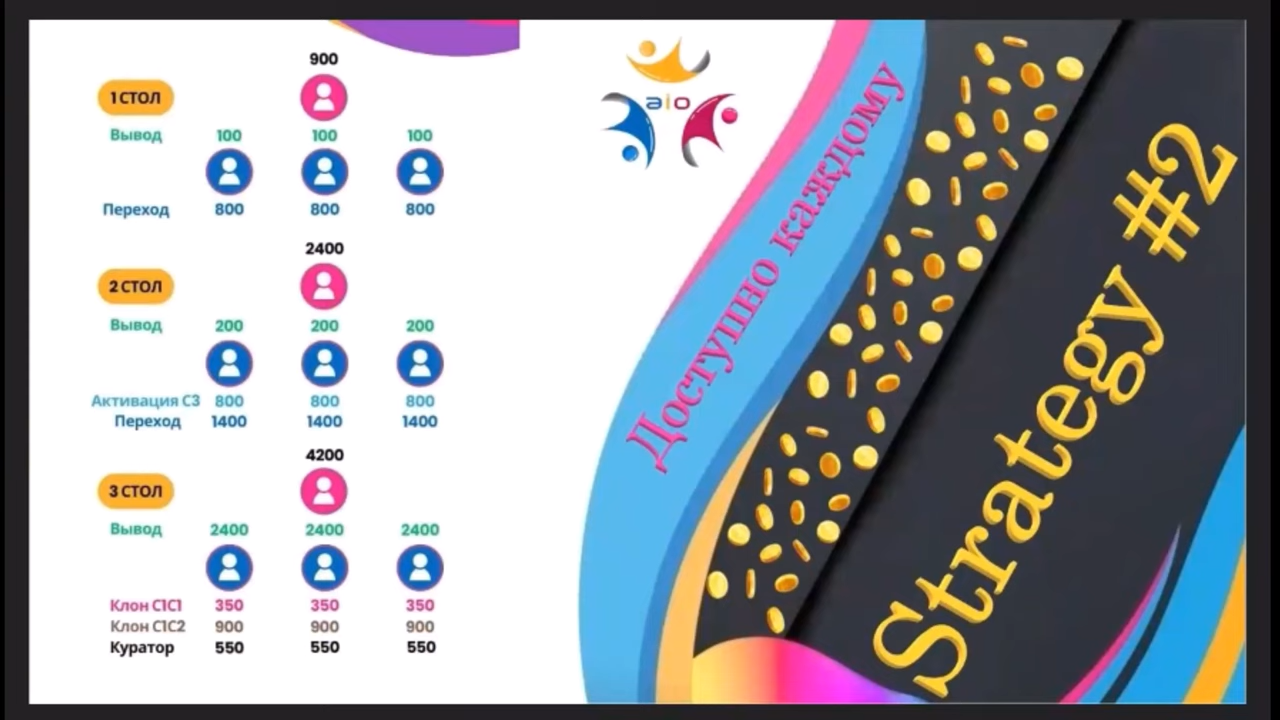 900
1 СТОЛ
Вывод 100 100 100
Переход 800 800 800
2400
2 СТОЛ
Вывод 200 200 200
Активация С3 800 800 800
Переход 1400 1400 1400
4200
3 СТОЛ
Вывод 2400 2400 2400
Клон С1С1 350 350 350
Клон С1С2 900 900 900
Куратор 550 550 550
aio
Доступно каждому
Strategy #2